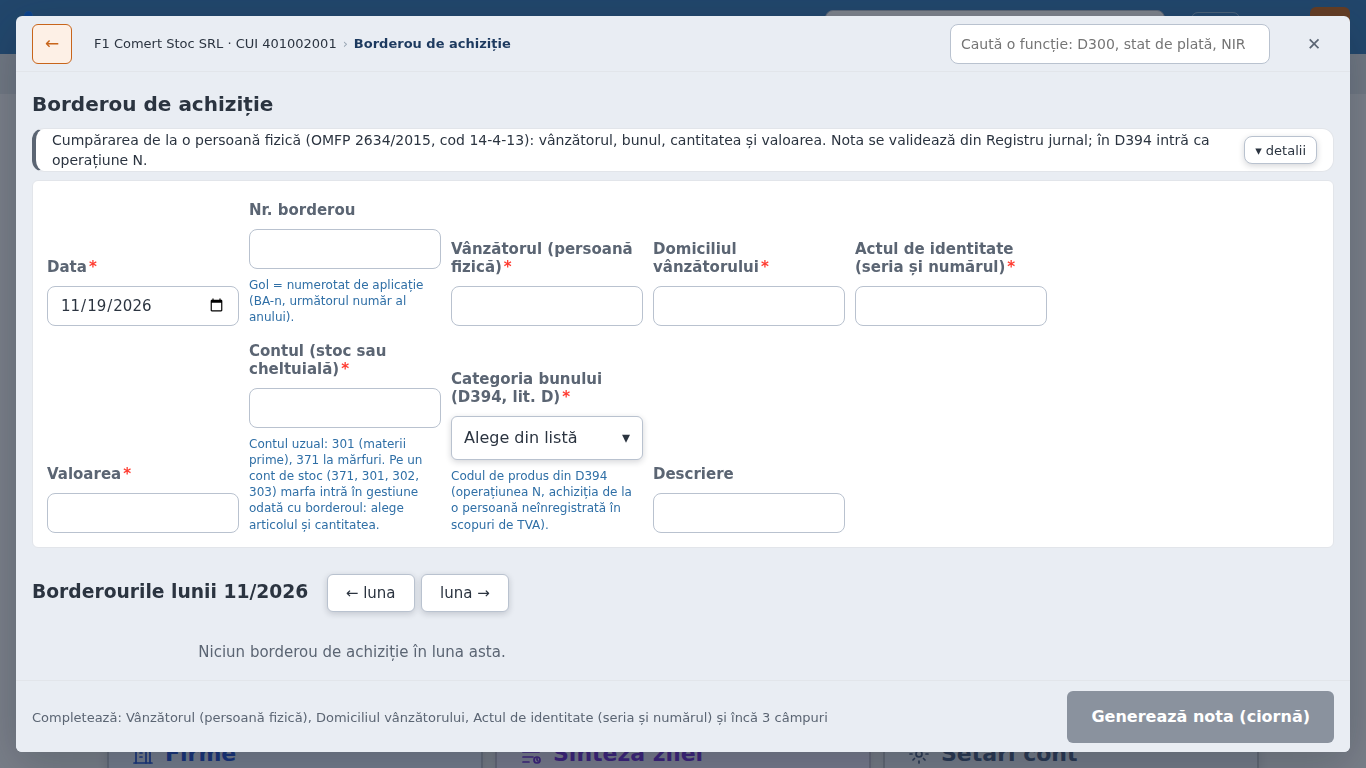 ←
F1 Comert Stoc SRL · CUI 401002001 › Borderou de achiziție
Caută o funcție: D300, stat de plată, NIR
✕
Borderou de achiziție
Cumpărarea de la o persoană fizică (OMFP 2634/2015, cod 14-4-13): vânzătorul, bunul, cantitatea și valoarea. Nota se validează din Registru jurnal; în D394 intră ca
operațiune N.
▾ detalii
Data*
11/19/2026
Nr. borderou
Gol = numerotat de aplicație
(BA-n, următorul număr al
anului).
Vânzătorul (persoană
fizică)*
Domiciliul
vânzătorului*
Actul de identitate
(seria și numărul)*
Valoarea*
Contul (stoc sau
cheltuială)*
Contul uzual: 301 (materii
prime), 371 la mărfuri. Pe un
cont de stoc (371, 301, 302,
303) marfa intră în gestiune
odată cu borderoul: alege
articolul și cantitatea.
Categoria bunului
(D394, lit. D)*
Alege din listă ▾
Codul de produs din D394
(operațiunea N, achiziția de la
o persoană neînregistrată în
scopuri de TVA).
Descriere
Borderourile lunii 11/2026
← luna
luna →
Niciun borderou de achiziție în luna asta.
Completează: Vânzătorul (persoană fizică), Domiciliul vânzătorului, Actul de identitate (seria și numărul) și încă 3 câmpuri
Generează nota (ciornă)
Firme
Sinteza zilei
Setări cont